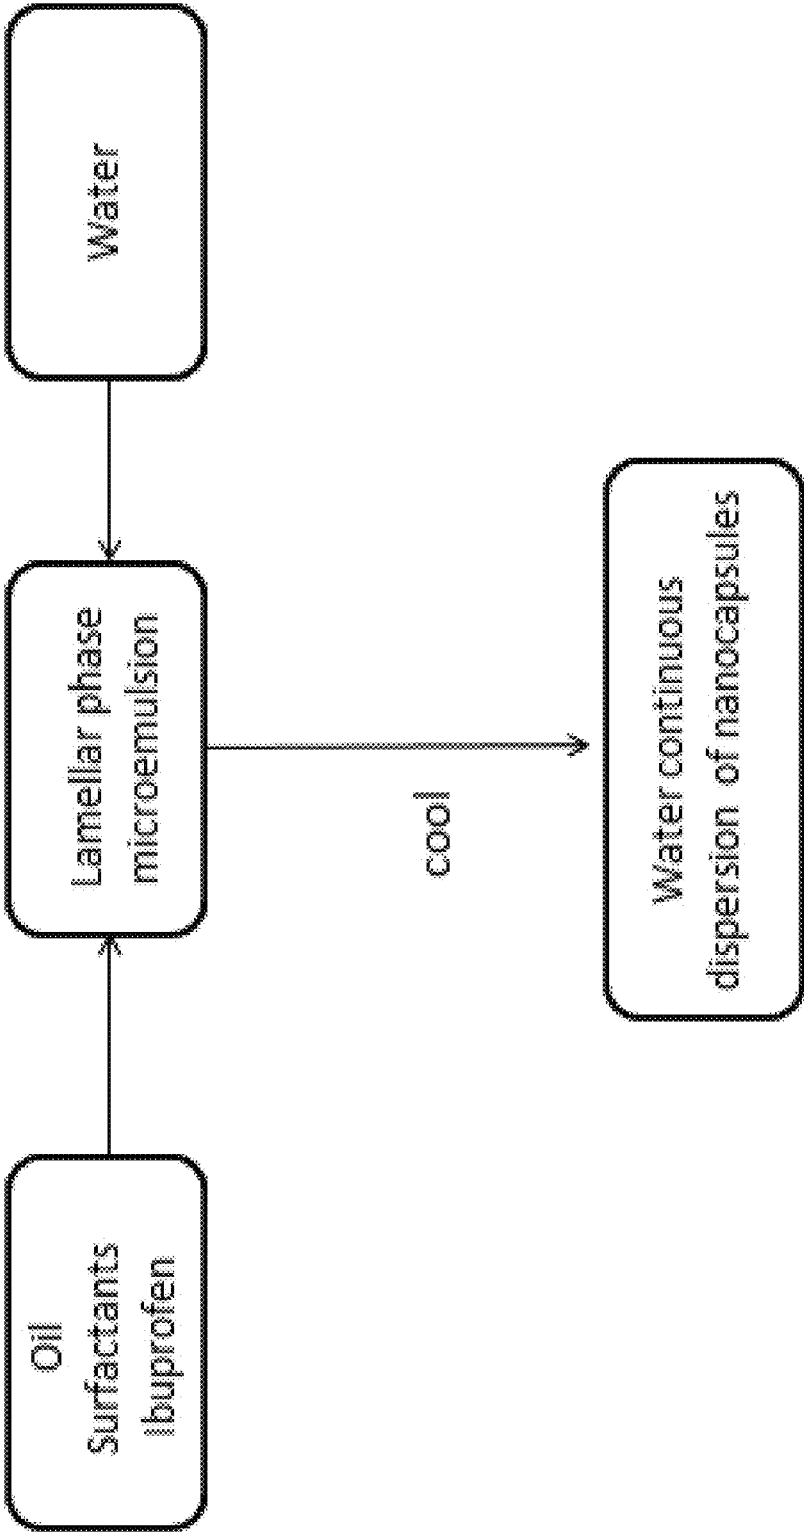 Oil
Surfactants
Ibuprofen
Lamellar phase
microemulsion
Water
cool
Water continuous
dispersion of nanocapsules